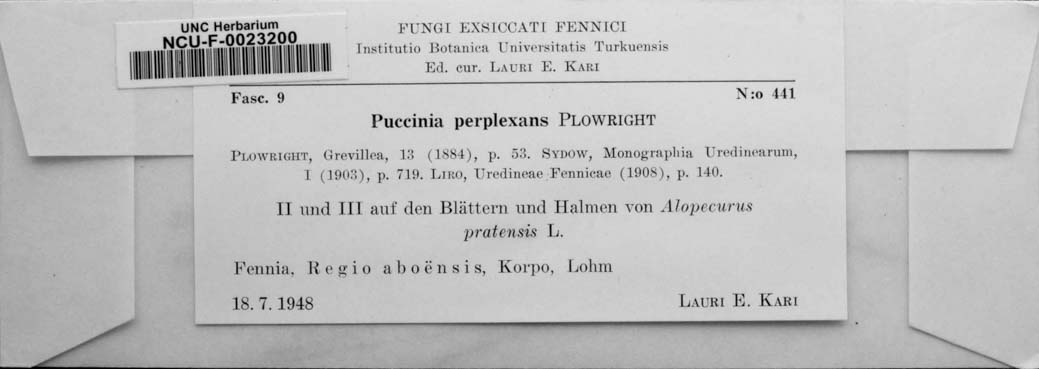 UNC Herbarium
NCU-F-0023200
FUNGI EXSICCATI FENNICI
Institutio Botanica Universitatis Turkuensis
Ed. cur. LAURI E. KARI
Fasc. 9
N:o 441
Puccinia perplexans PLOWRIGHT
PLOWRIGHT, Grevillea, 13 (1884), p. 53. SYDOW, Monographia Uredinearum,
I (1903), p. 719. LIRO, Uredineae Fennicae (1908), p. 140.
II und III auf den Blättern und Halmen von Alopecurus
pratensis L.
Fennia, Regio aboënsis, Korpo, Lohm
18. 7. 1948
LAURI E. KARI